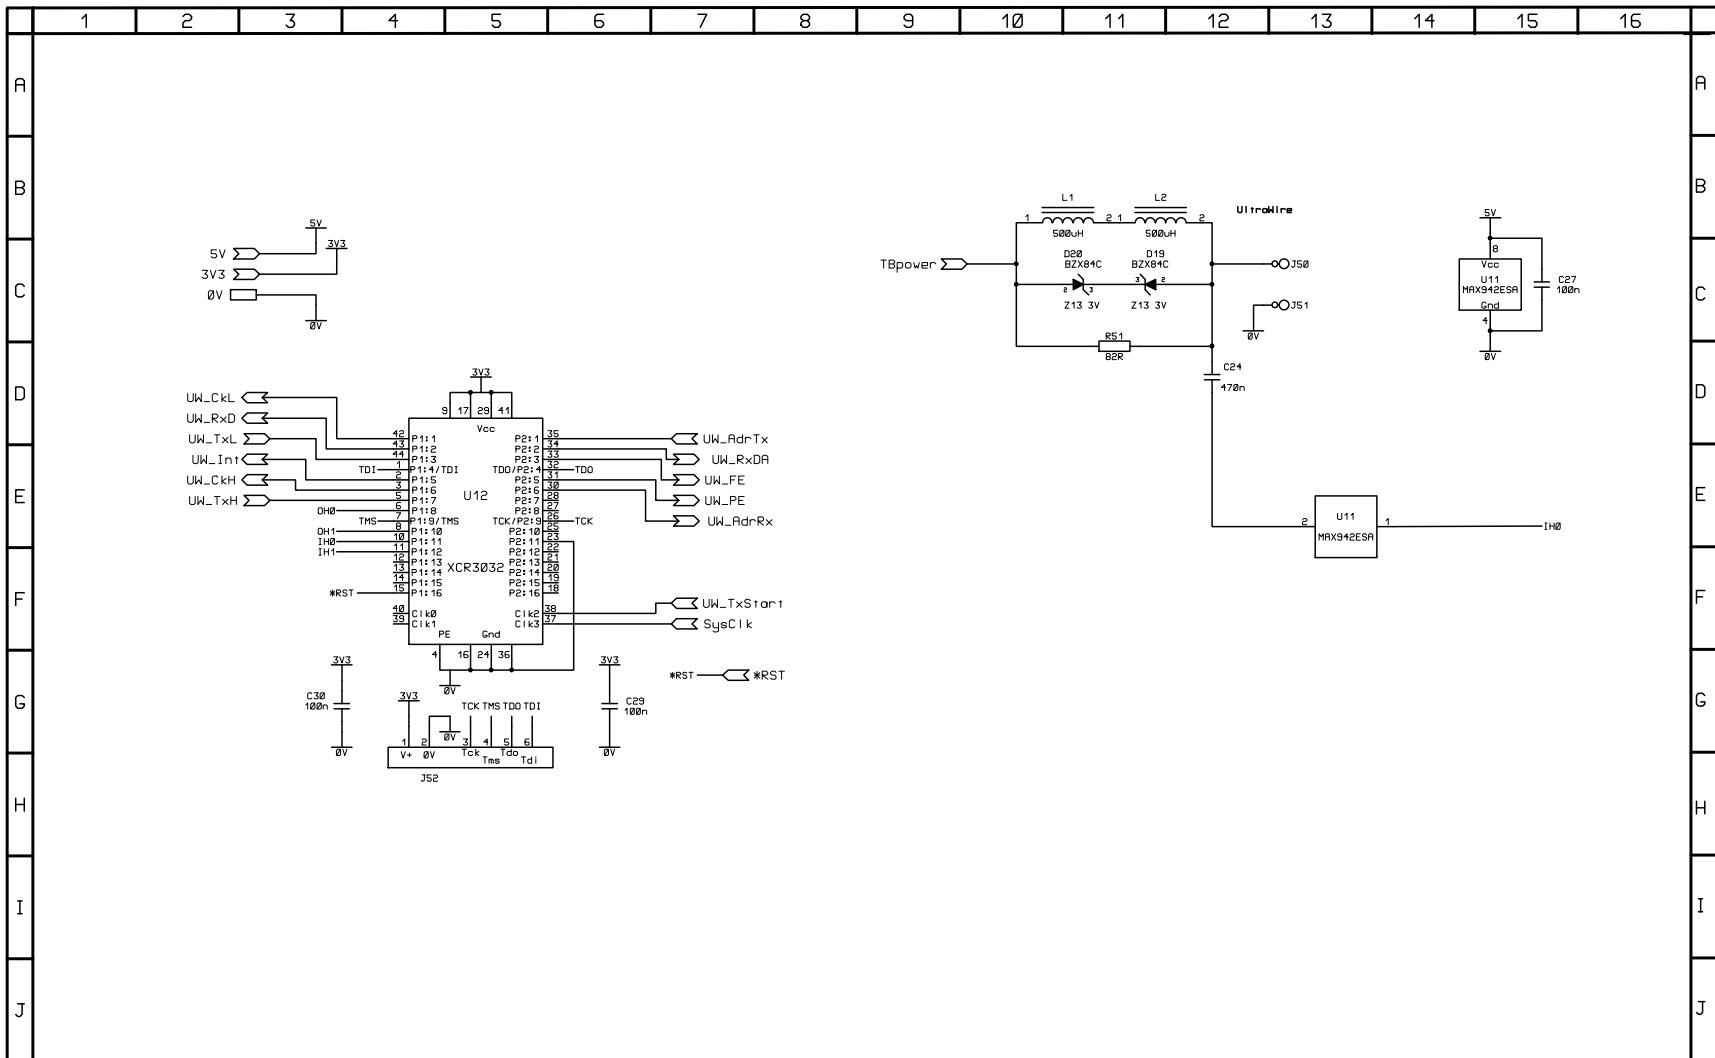 1 2 3 4 5 6 7 8 9 10 11 12 13 14 15 16
A A
B B
C C
D D
E E
F F
G G
H H
I I
J J
5V
3V3
5V
3V3
0V
0V
TBpower
L1
1 2
500uH
L2
1 2
500uH
UltraWire
D20
BZX84C
2 3
Z13 3V
D19
BZX84C
3 2
Z13 3V
R51
82R
J50
J51
0V
C24
470n
5V
8
Vcc
U11
MAX942ESA
Gnd
4
0V
C27
100n
2
U11
MAX942ESA
1
IH0
UW_CkL
UW_RxD
UW_TxL
UW_Int
UW_CkH
UW_TxH
3V3
9 17 29 41
Vcc
42 P1:1
43 P1:2
44 P1:3
TDI 1 P1:4/TDI
2 P1:5
3 P1:6
5 P1:7
OH0 6 P1:8
TMS 7 P1:9/TMS
OH1 8 P1:10
IH0 10 P1:11
IH1 11 P1:12
12 P1:13
13 P1:14
14 P1:15
*RST 15 P1:16
40 Clk0
39 Clk1
U12
XCR3032
P2:1 35
P2:2 34
P2:3 33
TDO/P2:4 32 TDO
P2:5 31
P2:6 30
P2:7 28
P2:8 27
TCK/P2:9 26 TCK
P2:10 25
P2:11 23
P2:12 22
P2:13 21
P2:14 20
P2:15 19
P2:16 18
Clk2 38
Clk3 37
PE Gnd
4 16 24 36
0V
UW_AdrTx
UW_RxDA
UW_FE
UW_PE
UW_AdrRx
UW_TxStart
SysClk
*RST *RST
3V3
C30
100n
0V
3V3
C29
100n
0V
3V3
0V
TCK TMS TDO TDI
1 2 3 4 5 6
V+ 0V Tck Tms Tdo Tdi
J52